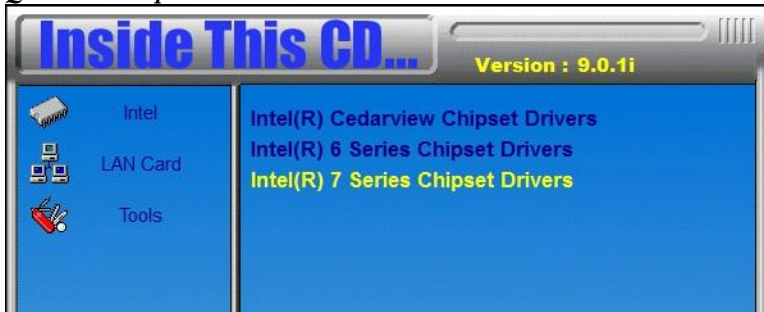 Inside This CD...
Version : 9.0.1i
Intel
LAN Card
Tools
Intel(R) Cedarview Chipset Drivers
Intel(R) 6 Series Chipset Drivers
Intel(R) 7 Series Chipset Drivers